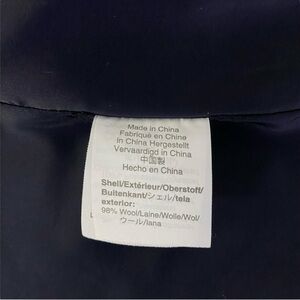 Made in China
Fabriqué en Chine
in China Hergestellt
Vervaardigd in China
中国製
Hecho en China
Shell/Extérieur/Oberstoff/
Buitenkant/シェル/tela
exterior:
98% Wool/Laine/Wolle/Wol/
ウール/lana